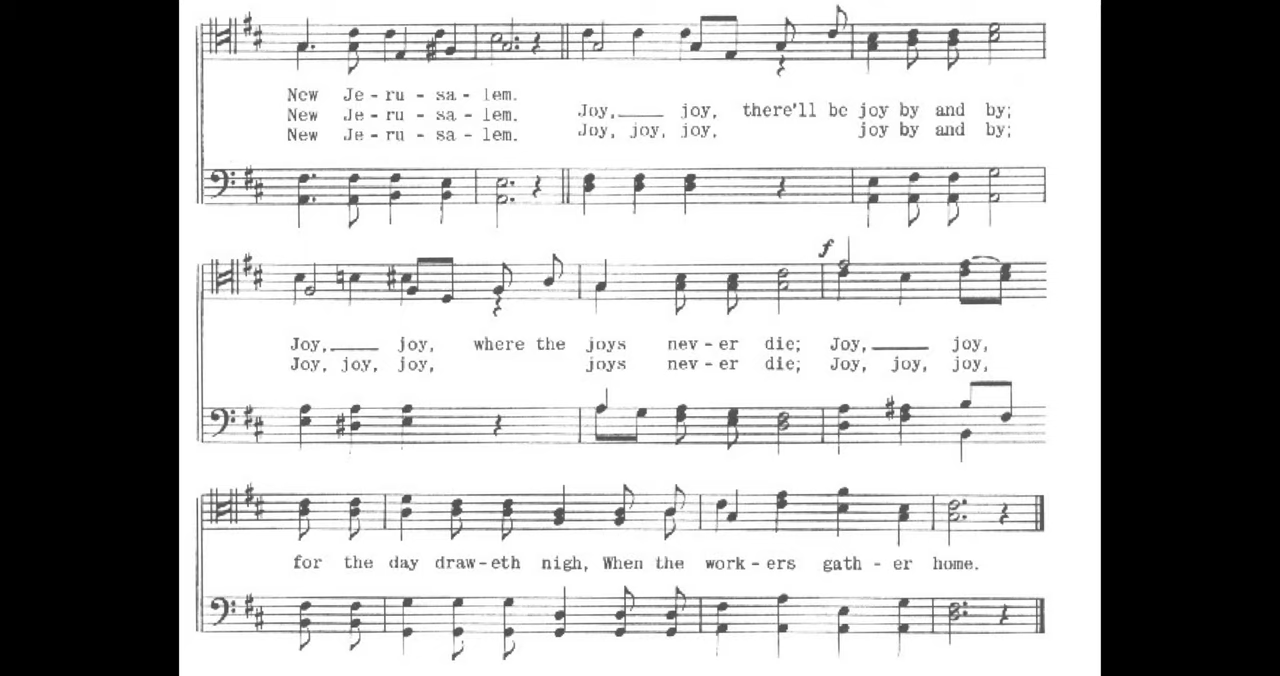 New Je - ru - sa - lem.
New Je - ru - sa - lem.
New Je - ru - sa - lem.
Joy,____ joy, there'll be joy by and by;
Joy, joy, joy, joy by and by;
f
Joy,____ joy, where the joys nev - er die; Joy,____ joy,
Joy, joy, joy, joys nev - er die; Joy, joy, joy,
for the day draw-eth nigh, When the work - ers gath - er home.